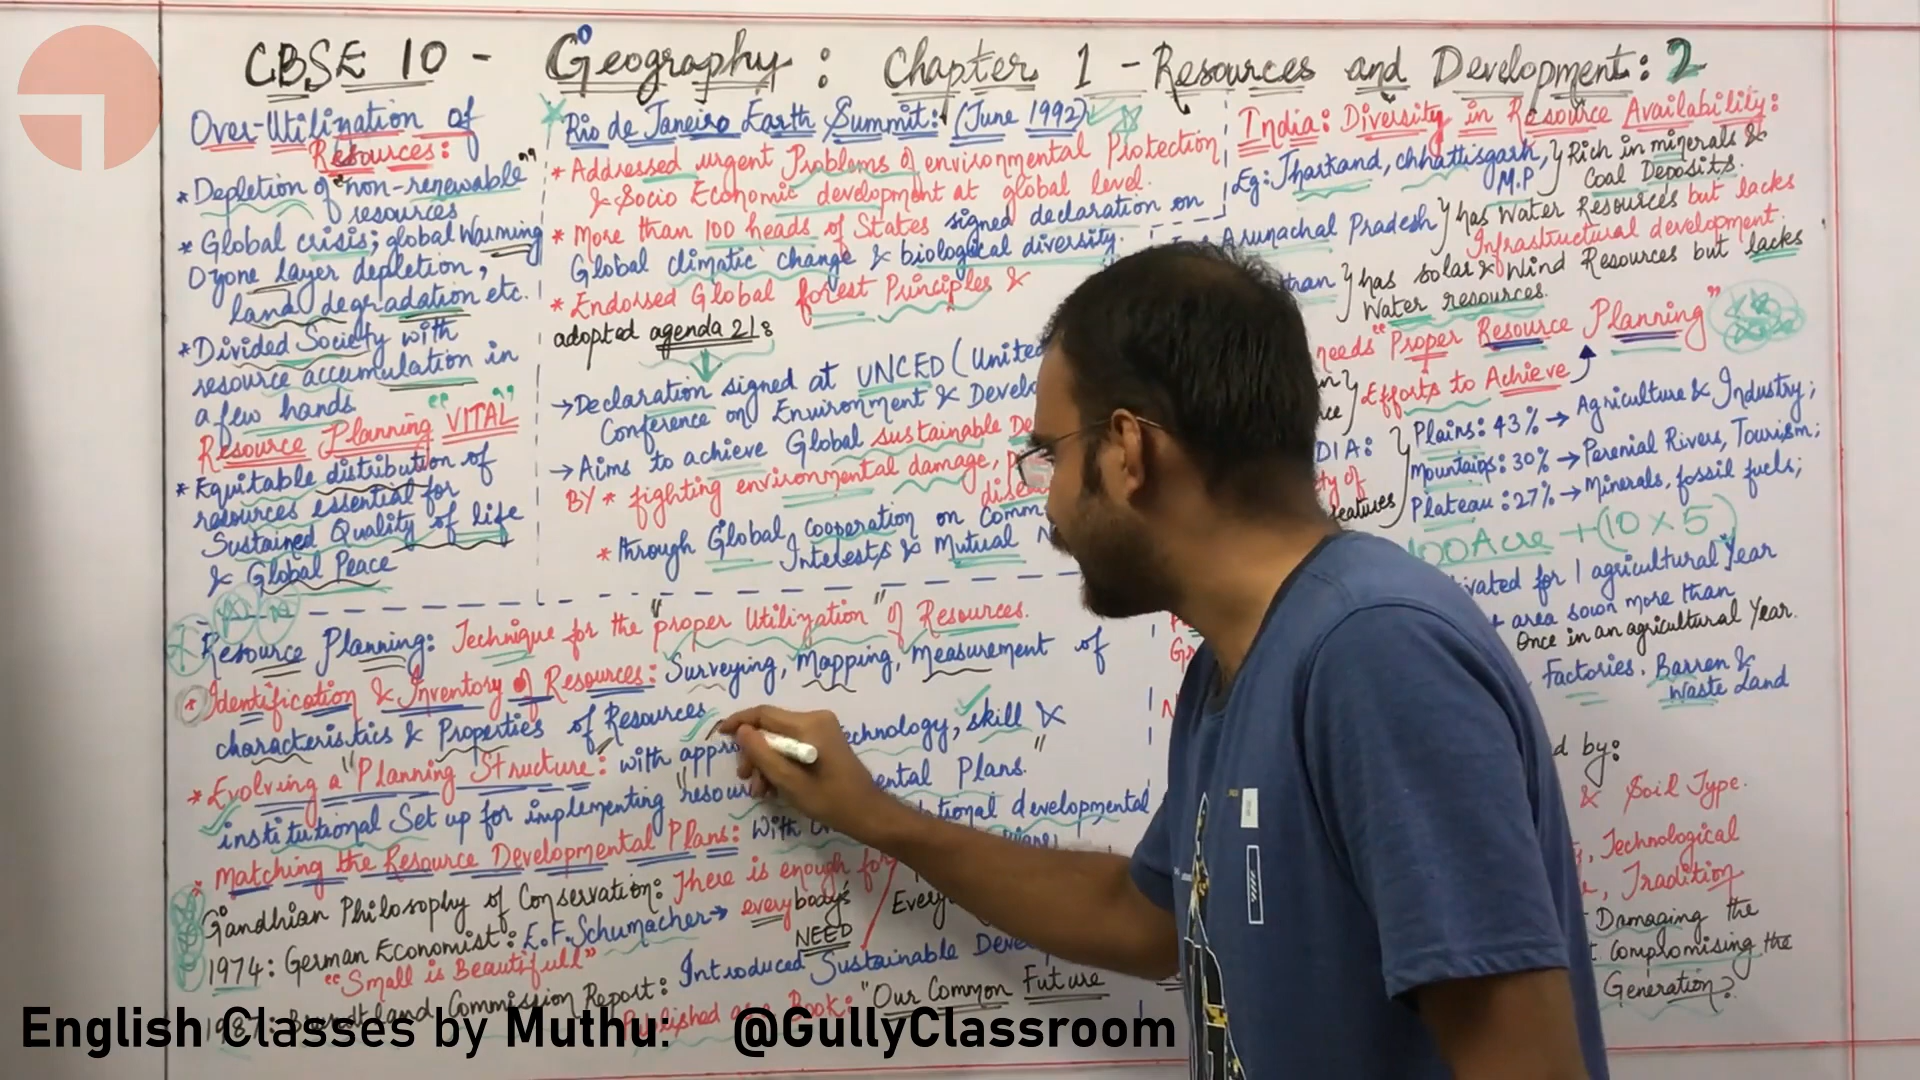 CBSE 10 - Geography: Chapter 1 - Resources and Development: 2
Over-Utilization of
Resources:
* Depletion of "non-renewable"
resources
* Global crisis; global Warming
Ozone layer depletion,
land degradation etc.
* Divided Society with
resource accumulation in
a few hands
Resource Planning "VITAL"
* Equitable distribution of
resources essential for
Sustained Quality of life
& Global Peace
Rio de Janeiro Earth Summit: (June 1992)
* Addressed urgent Problems of environmental Protection
& Socio Economic development at global level.
* More than 100 heads of States signed declaration on
Global climatic change & biological diversity.
* Endorsed Global forest Principles &
adopted agenda 21:
→ Declaration signed at UNCED (United
Conference on Environment &
→ Aims to achieve Global sustainable
BY * fighting environmental damage,
* through Global cooperation on
Interests & Mutual
India: Diversity in Resource Availability:
Eg: Jharkand, chhattisgarh, M.P } Rich in minerals &
Coal Deposits.
Arunachal Pradesh } has Water Resources but lacks
Infrastructural development.
} has solar & Wind Resources but lacks
Water resources.
needs "Proper Resource Planning"
Efforts to Achieve
Plains: 43% → Agriculture & Industry;
Mountains: 30% → Perenial Rivers, Tourism;
Plateau: 27% → Minerals, fossil fuels;
100 Acre + (10 x 5)
for 1 agricultural Year
area sown more than
Once in an agricultural Year.
Factories. Barren &
Waste Land
by:
& Soil Type.
Technological
Tradition
Damaging the
Complomising the
Generation?
Resource Planning: Technique for the "proper Utilization" of Resources.
* Identification & Inventory of Resources: Surveying, Mapping, Measurement of
characteristics & Properties of Resources
* Evolving a "Planning Structure": with technology, skill &
institutional Set up for implementing Plans."
* Matching the Resource Developmental Plans: With developmental
Gandhian Philosophy of Conservation: There is enough for
everybody's
NEED
1974: German Economist: E.F. Schumacher →
"Small is Beautifull"
1987: Brundtland Commission Report: Introduced Sustainable
Published as a Book: "Our Common Future
English Classes by Muthu: @GullyClassroom